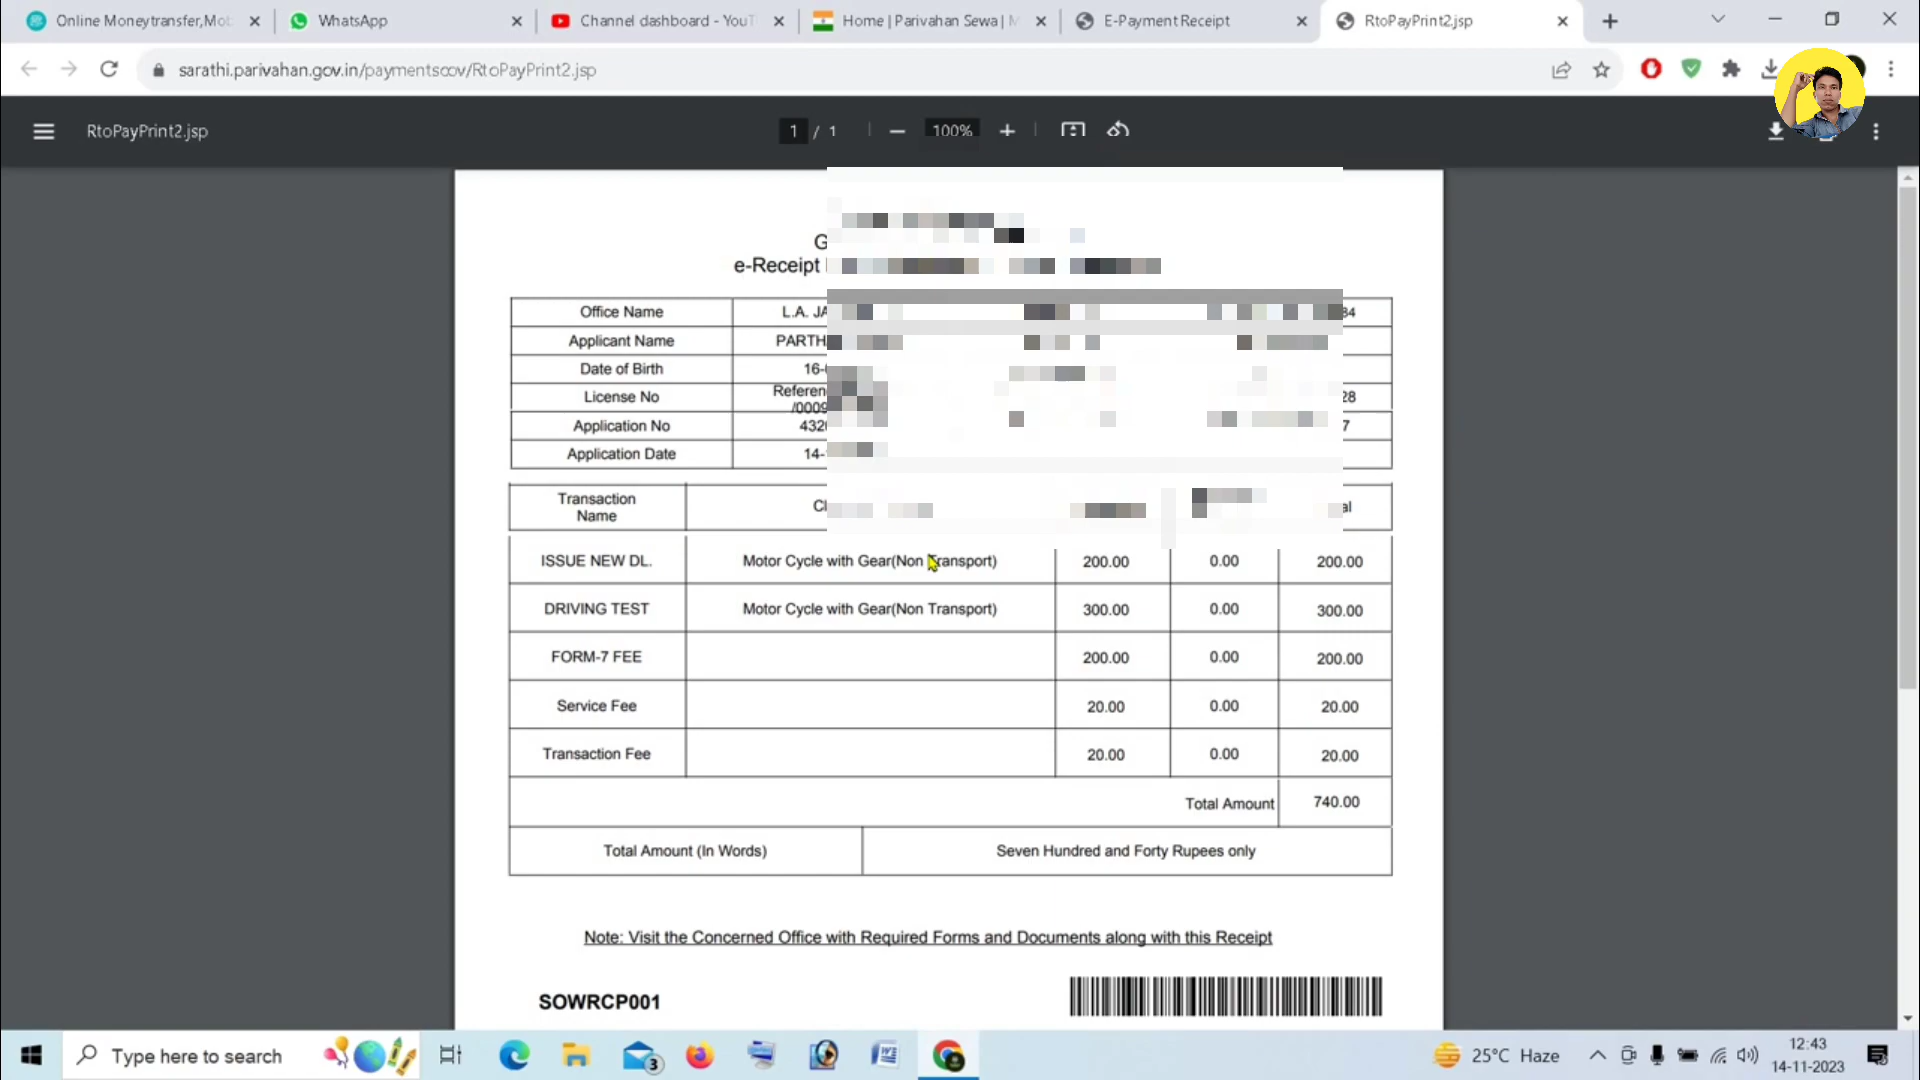 Online Moneytransfer,Mob
WhatsApp
Channel dashboard - YouT
Home | Parivahan Sewa | M
E-Payment Receipt
RtoPayPrint2.jsp
sarathi.parivahan.gov.in/paymentscov/RtoPayPrint2.jsp
RtoPayPrint2.jsp
1 / 1
100%
e-Receipt
Office Name L.A. JA
Applicant Name PARTH
Date of Birth 16-
License No Referen
/0009
Application No 432
Application Date 14-
Transaction
Name
ISSUE NEW DL. Motor Cycle with Gear(Non Transport) 200.00 0.00 200.00
DRIVING TEST Motor Cycle with Gear(Non Transport) 300.00 0.00 300.00
FORM-7 FEE 200.00 0.00 200.00
Service Fee 20.00 0.00 20.00
Transaction Fee 20.00 0.00 20.00
Total Amount 740.00
Total Amount (In Words) Seven Hundred and Forty Rupees only
Note: Visit the Concerned Office with Required Forms and Documents along with this Receipt
SOWRCP001
Type here to search
3
25°C Haze
12:43
14-11-2023